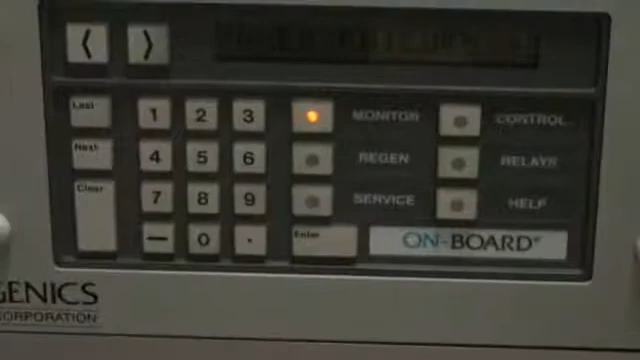 < >
Last 1 2 3 MONITOR CONTROL
Next 4 5 6 REGEN RELAYS
Clear 7 8 9 SERVICE HELP
— 0 . Enter ON-BOARD®
GENICS
CORPORATION